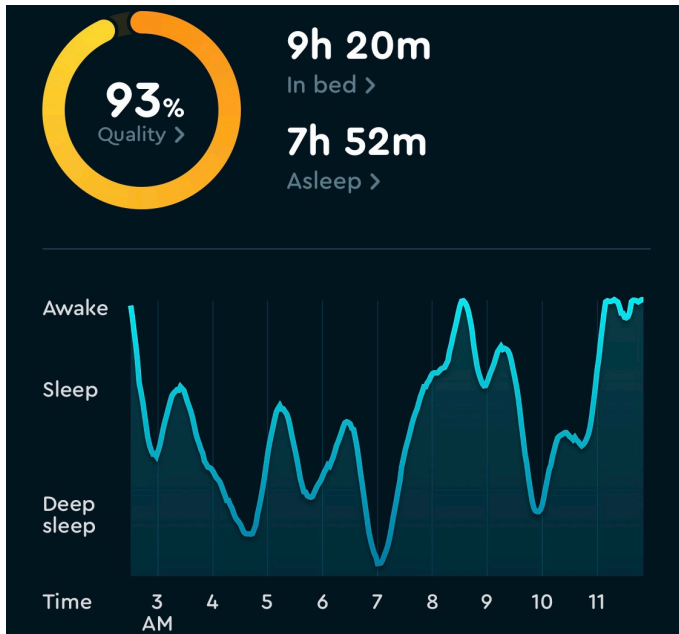 93%
Quality >
9h 20m
In bed >
7h 52m
Asleep >
Awake
Sleep
Deep
sleep
Time 3 4 5 6 7 8 9 10 11
AM